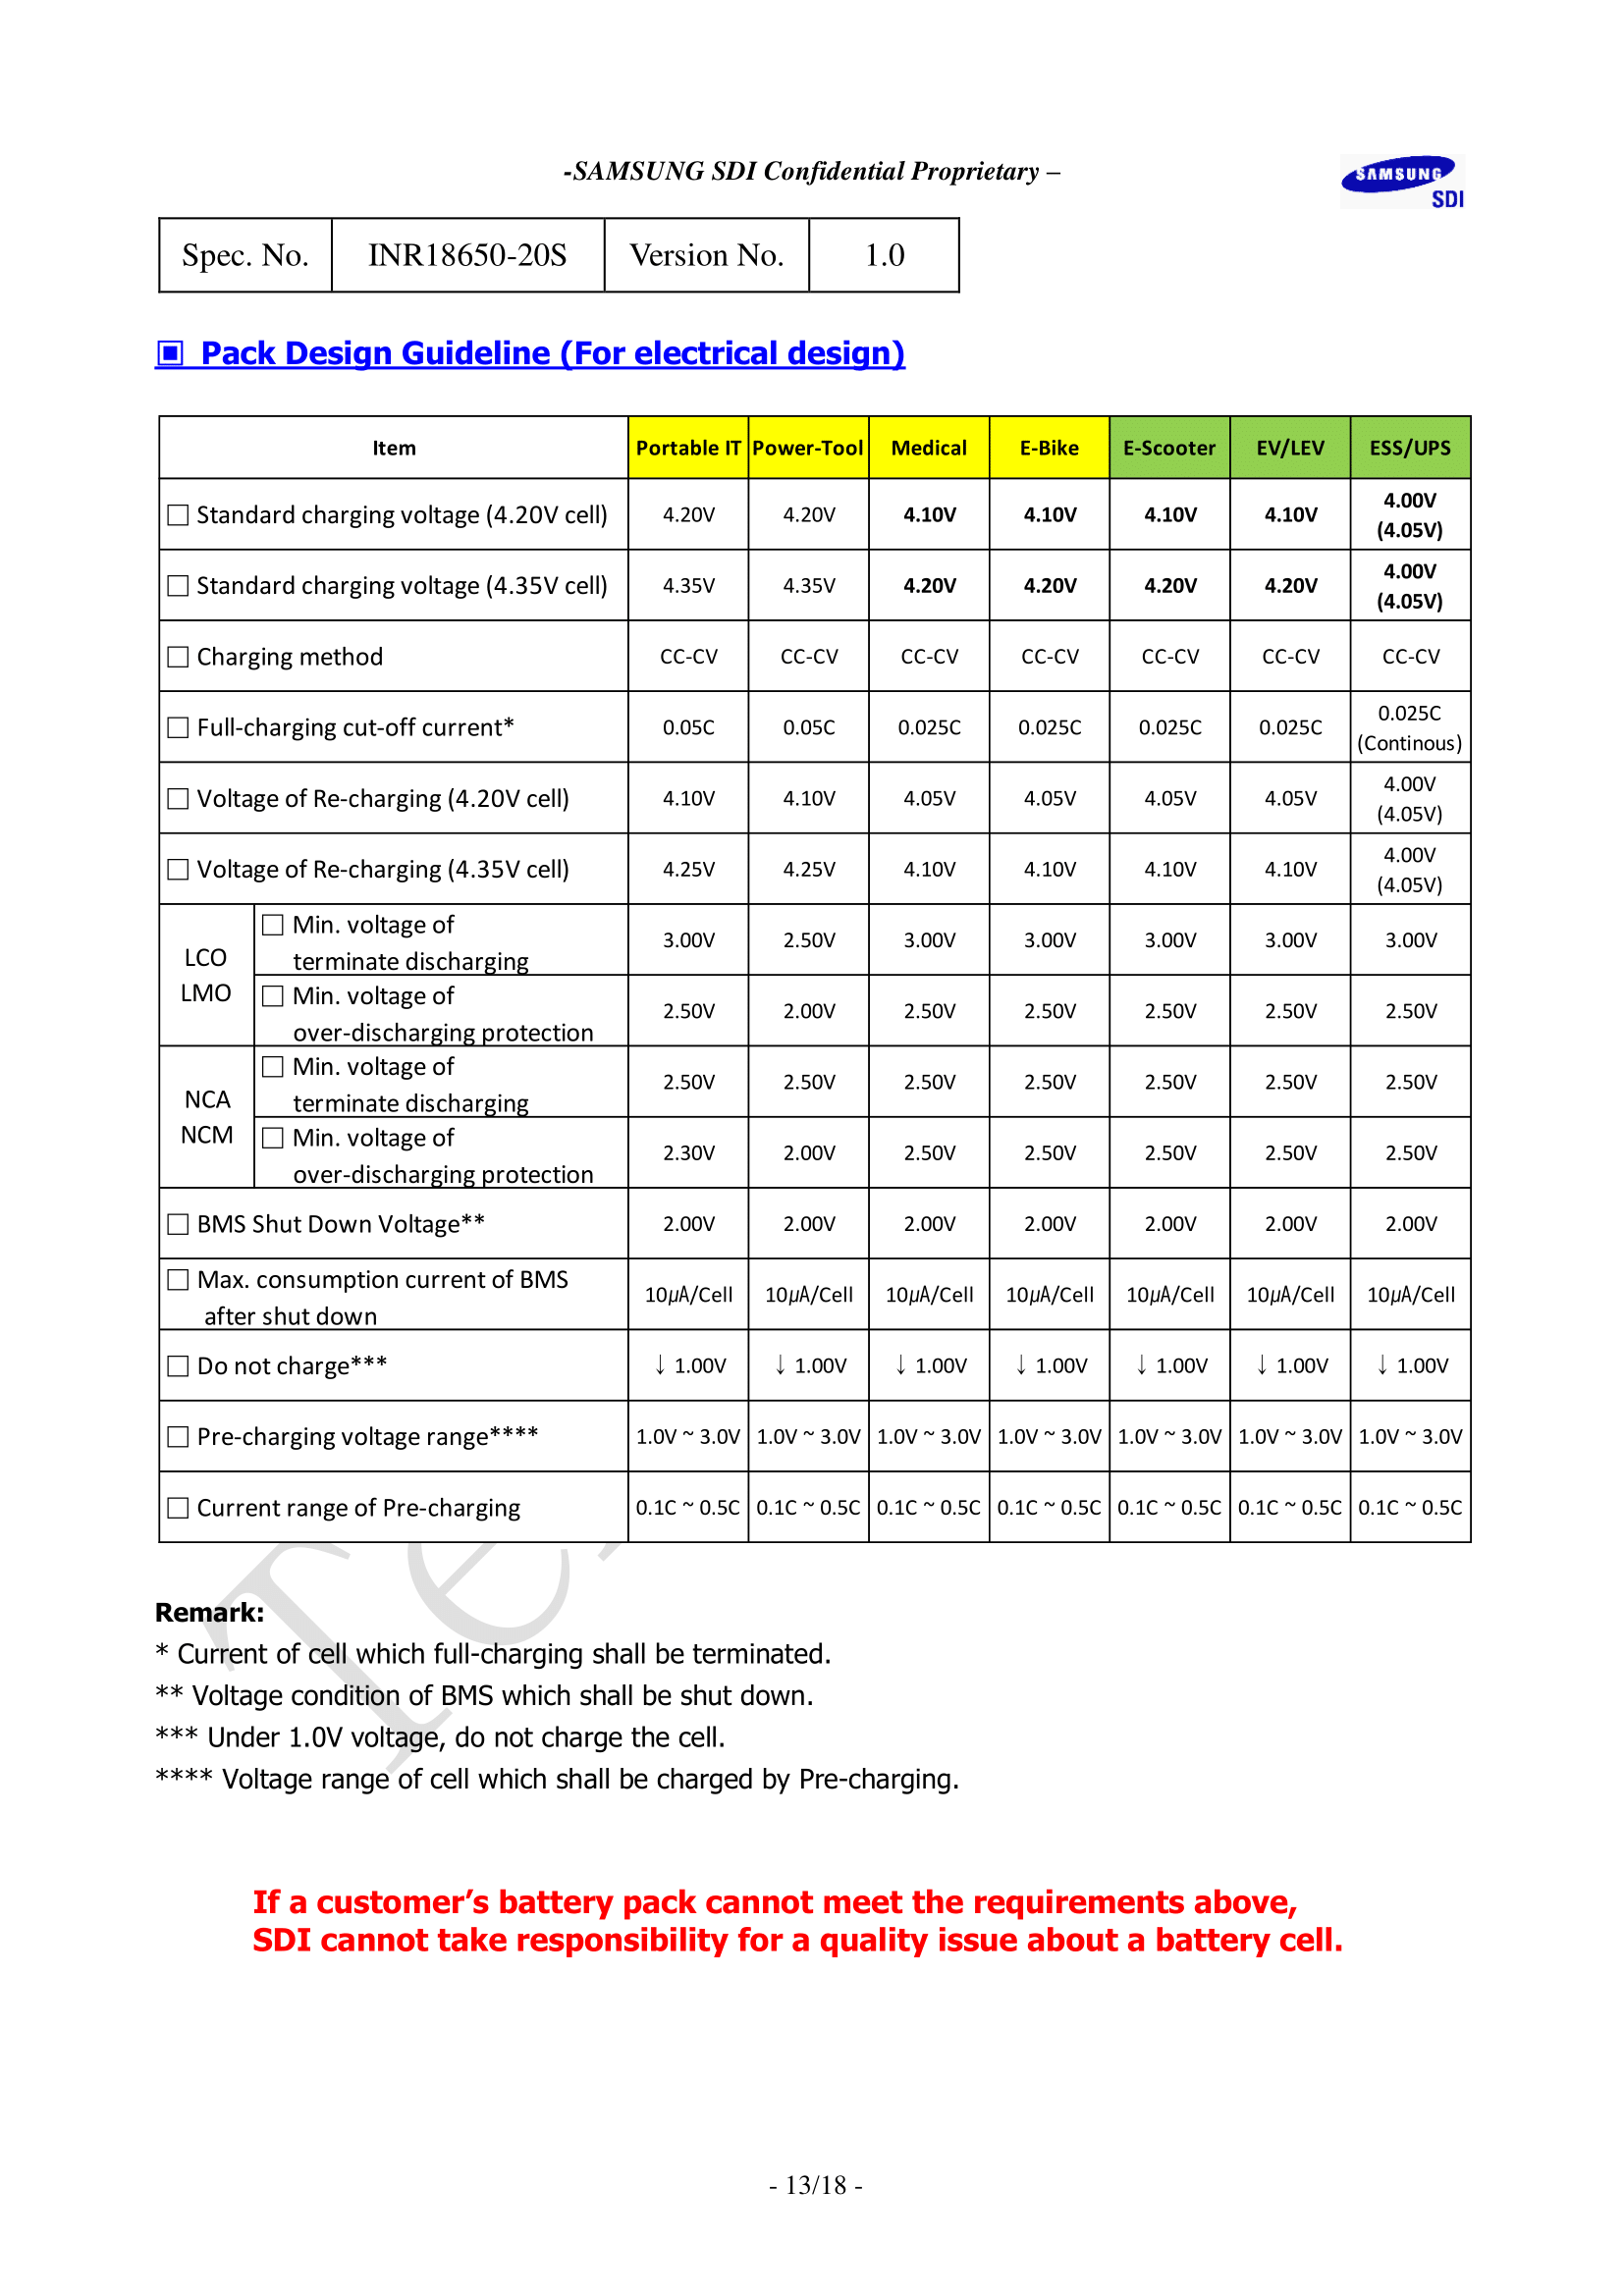 -SAMSUNG SDI Confidential Proprietary –
SAMSUNG
SDI
Spec. No. INR18650-20S Version No. 1.0
▣ Pack Design Guideline (For electrical design)
Item Portable IT Power-Tool Medical E-Bike E-Scooter EV/LEV ESS/UPS
□ Standard charging voltage (4.20V cell) 4.20V 4.20V 4.10V 4.10V 4.10V 4.10V 4.00V (4.05V)
□ Standard charging voltage (4.35V cell) 4.35V 4.35V 4.20V 4.20V 4.20V 4.20V 4.00V (4.05V)
□ Charging method CC-CV CC-CV CC-CV CC-CV CC-CV CC-CV CC-CV
□ Full-charging cut-off current* 0.05C 0.05C 0.025C 0.025C 0.025C 0.025C 0.025C (Continous)
□ Voltage of Re-charging (4.20V cell) 4.10V 4.10V 4.05V 4.05V 4.05V 4.05V 4.00V (4.05V)
□ Voltage of Re-charging (4.35V cell) 4.25V 4.25V 4.10V 4.10V 4.10V 4.10V 4.00V (4.05V)
LCO LMO
□ Min. voltage of terminate discharging 3.00V 2.50V 3.00V 3.00V 3.00V 3.00V 3.00V
□ Min. voltage of over-discharging protection 2.50V 2.00V 2.50V 2.50V 2.50V 2.50V 2.50V
NCA NCM
□ Min. voltage of terminate discharging 2.50V 2.50V 2.50V 2.50V 2.50V 2.50V 2.50V
□ Min. voltage of over-discharging protection 2.30V 2.00V 2.50V 2.50V 2.50V 2.50V 2.50V
□ BMS Shut Down Voltage** 2.00V 2.00V 2.00V 2.00V 2.00V 2.00V 2.00V
□ Max. consumption current of BMS after shut down 10㎂/Cell 10㎂/Cell 10㎂/Cell 10㎂/Cell 10㎂/Cell 10㎂/Cell 10㎂/Cell
□ Do not charge*** ↓ 1.00V ↓ 1.00V ↓ 1.00V ↓ 1.00V ↓ 1.00V ↓ 1.00V ↓ 1.00V
□ Pre-charging voltage range**** 1.0V ~ 3.0V 1.0V ~ 3.0V 1.0V ~ 3.0V 1.0V ~ 3.0V 1.0V ~ 3.0V 1.0V ~ 3.0V 1.0V ~ 3.0V
□ Current range of Pre-charging 0.1C ~ 0.5C 0.1C ~ 0.5C 0.1C ~ 0.5C 0.1C ~ 0.5C 0.1C ~ 0.5C 0.1C ~ 0.5C 0.1C ~ 0.5C
Remark:
* Current of cell which full-charging shall be terminated.
** Voltage condition of BMS which shall be shut down.
*** Under 1.0V voltage, do not charge the cell.
**** Voltage range of cell which shall be charged by Pre-charging.
If a customer’s battery pack cannot meet the requirements above,
SDI cannot take responsibility for a quality issue about a battery cell.
- 13/18 -